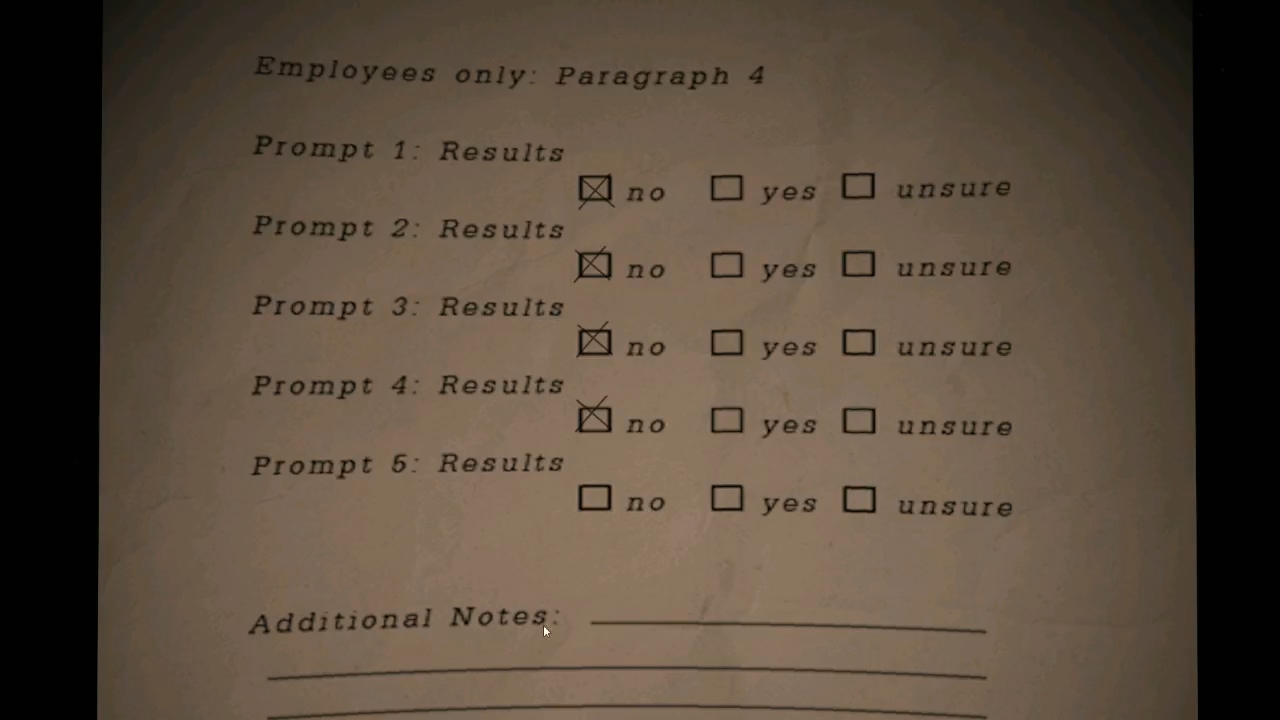 Employees only: Paragraph 4
Prompt 1: Results
no yes unsure
Prompt 2: Results
no yes unsure
Prompt 3: Results
no yes unsure
Prompt 4: Results
no yes unsure
Prompt 5: Results
no yes unsure
Additional Notes: